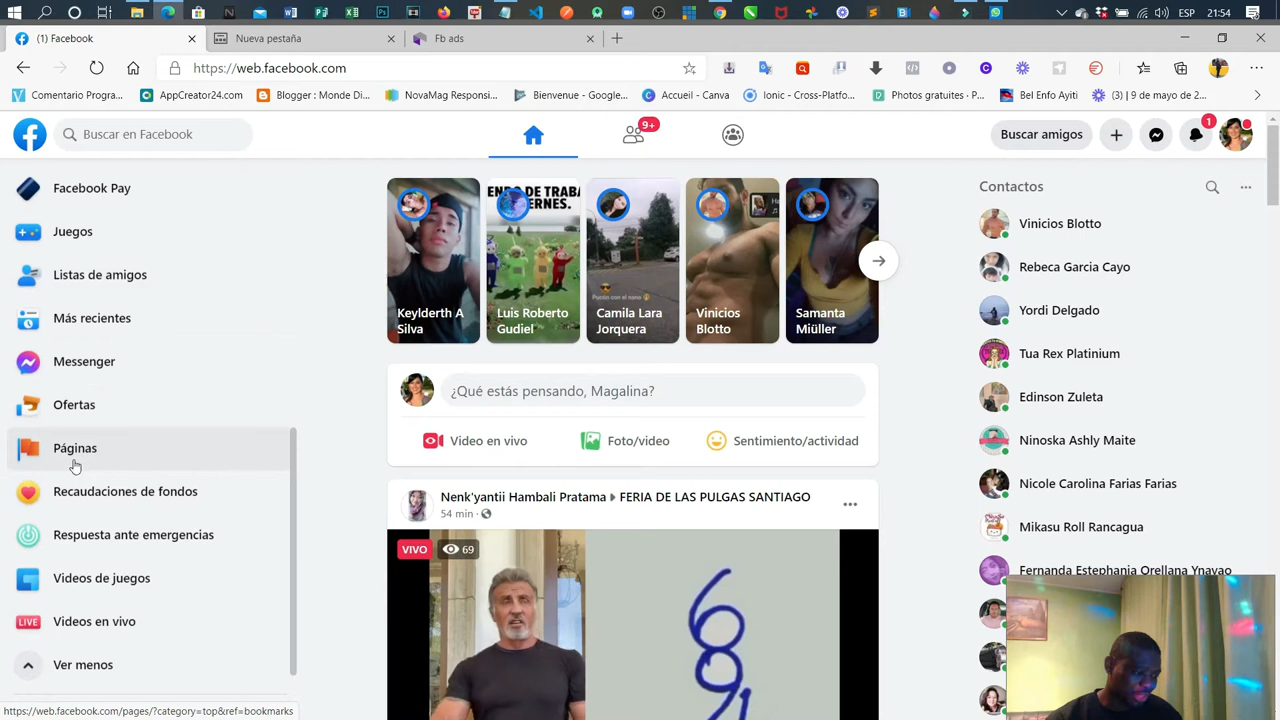 ESP 21:54
(1) Facebook
Nueva pestaña
Fb ads
https://web.facebook.com
Comentario Progra...
AppCreator24.com
Blogger : Monde Di...
NovaMag Responsi...
Bienvenue - Google...
Accueil - Canva
Ionic - Cross-Platfo...
Photos gratuites · P...
Bel Enfo Ayiti
(3) | 9 de mayo de 2...
Buscar en Facebook
9+
Buscar amigos
1
Facebook Pay
Juegos
Listas de amigos
Más recientes
Messenger
Ofertas
Páginas
Recaudaciones de fondos
Respuesta ante emergencias
Videos de juegos
LIVE Videos en vivo
Ver menos
https://web.facebook.com/pages/?category=top&ref=bookmar
Keylderth A
Silva
Luis Roberto
Gudiel
Camila Lara
Jorquera
Vinicios
Blotto
Samanta
Miüller
¿Qué estás pensando, Magalina?
Video en vivo
Foto/video
Sentimiento/actividad
Nenk'yantii Hambali Pratama FERIA DE LAS PULGAS SANTIAGO
54 min ·
VIVO 69
Contactos
Vinicios Blotto
Rebeca Garcia Cayo
Yordi Delgado
Tua Rex Platinium
Edinson Zuleta
Ninoska Ashly Maite
Nicole Carolina Farias Farias
Mikasu Roll Rancagua
Fernanda Estephania Orellana Ynayao